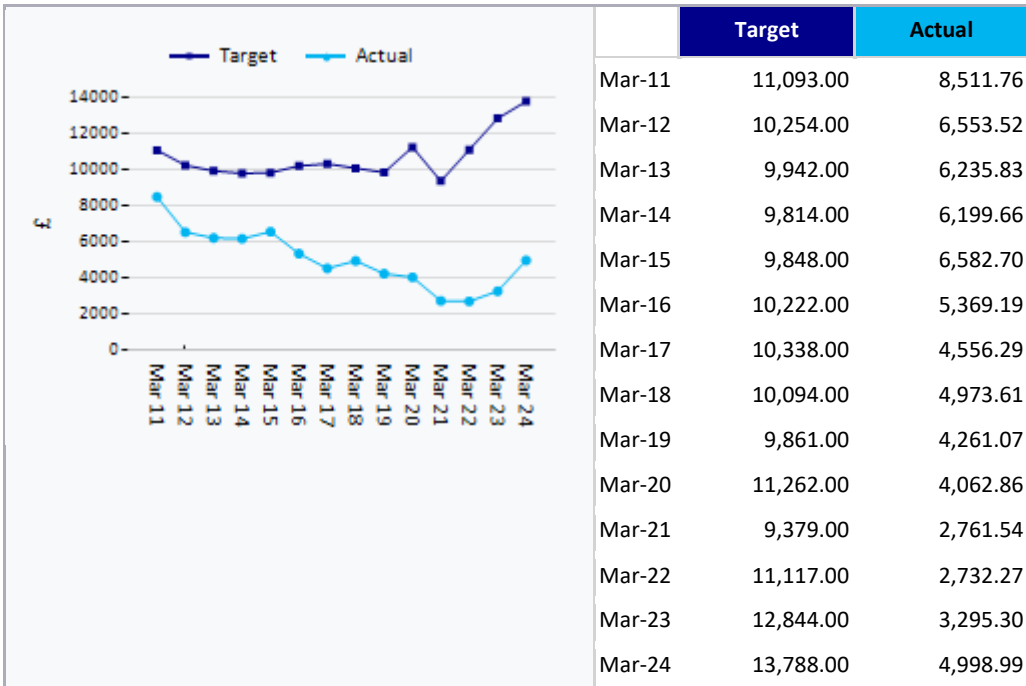 Target Actual
14000
12000
10000
8000
6000
4000
2000
0
£
Mar 11
Mar 12
Mar 13
Mar 14
Mar 15
Mar 16
Mar 17
Mar 18
Mar 19
Mar 20
Mar 21
Mar 22
Mar 23
Mar 24
Target Actual
Mar-11 11,093.00 8,511.76
Mar-12 10,254.00 6,553.52
Mar-13 9,942.00 6,235.83
Mar-14 9,814.00 6,199.66
Mar-15 9,848.00 6,582.70
Mar-16 10,222.00 5,369.19
Mar-17 10,338.00 4,556.29
Mar-18 10,094.00 4,973.61
Mar-19 9,861.00 4,261.07
Mar-20 11,262.00 4,062.86
Mar-21 9,379.00 2,761.54
Mar-22 11,117.00 2,732.27
Mar-23 12,844.00 3,295.30
Mar-24 13,788.00 4,998.99